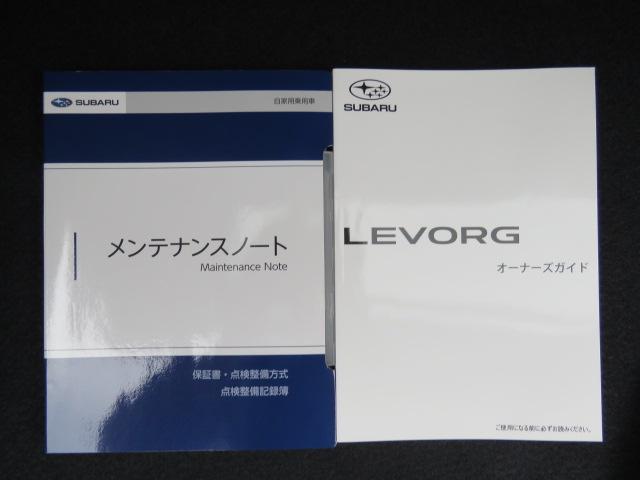 SUBARU
自家用乗用車
メンテナンスノート
Maintenance Note
保証書・点検整備方式
点検整備記録簿
SUBARU
LEVORG
オーナーズガイド
ご使用になる前に必ずお読みください。